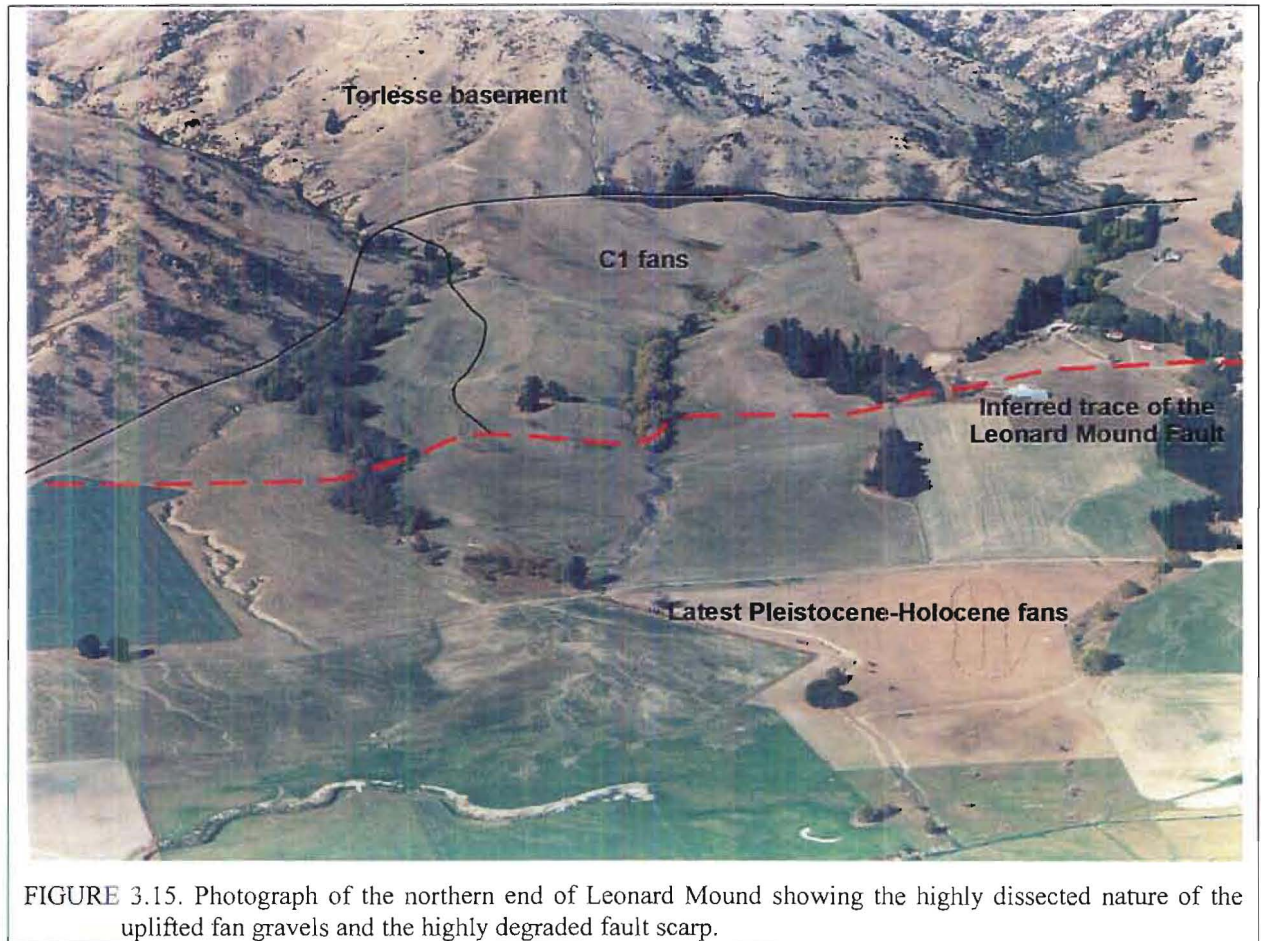 Torlesse basement
C1 fans
Inferred trace of the
Leonard Mound Fault
Latest Pleistocene-Holocene fans
FIGURE 3.15. Photograph of the northern end of Leonard Mound showing the highly dissected nature of the
uplifted fan gravels and the highly degraded fault scarp.